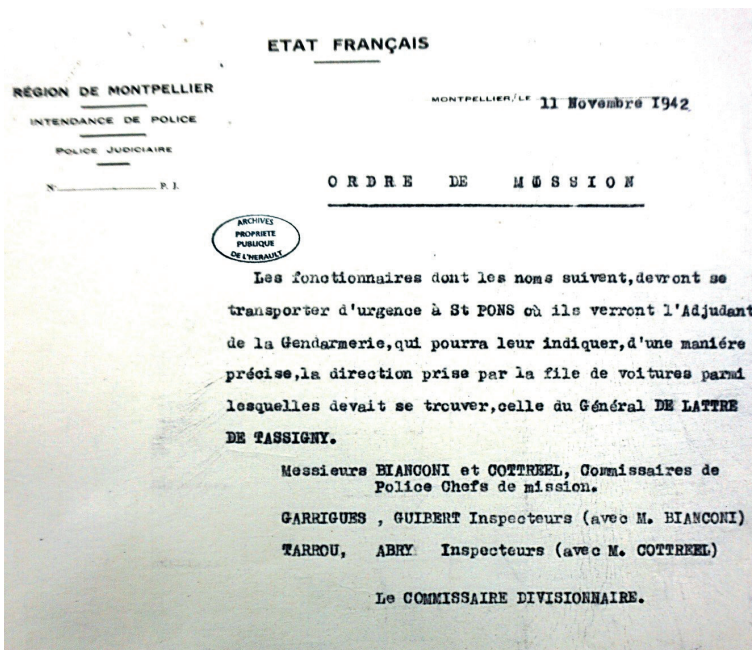 ETAT FRANÇAIS
RÉGION DE MONTPELLIER
INTENDANCE DE POLICE
POLICE JUDICIAIRE
N° P. J.
MONTPELLIER, LE 11 Novembre 1942
ORDRE DE MISSION
ARCHIVES
PROPRIETE
PUBLIQUE
DE L'HERAULT
Les fonctionnaires dont les noms suivent,devront se
transporter d'urgence à St PONS où ils verront l'Adjudant
de la Gendarmerie,qui pourra leur indiquer,d'une maniére
précise,la direction prise par la file de voitures parmi
lesquelles devait se trouver,celle du Général DE LATTRE
DE TASSIGNY.
Messieurs BIANCONI et COTTREEL, Commissaires de
Police Chefs de mission.
GARRIGUES , GUIBERT Inspecteurs (avec M. BIANCONI)
TARROU, ABRY Inspecteurs (avec M. COTTREEL)
Le COMMISSAIRE DIVISIONNAIRE.